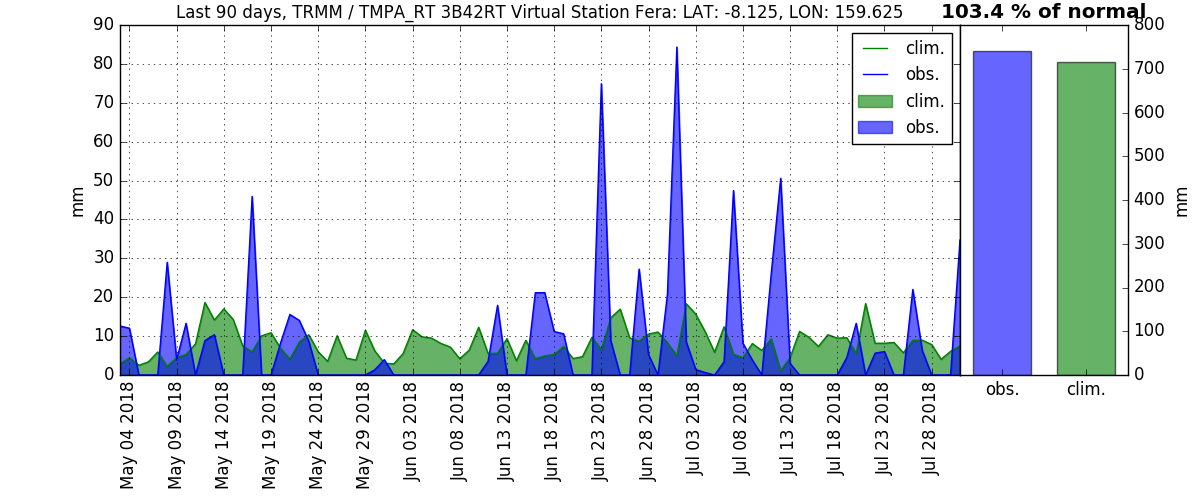 Last 90 days, TRMM / TMPA_RT 3B42RT Virtual Station Fera: LAT: -8.125, LON: 159.625
103.4 % of normal
90
80
70
60
50
40
30
20
10
0
mm
clim.
obs.
clim.
obs.
800
700
600
500
400
300
200
100
0
mm
obs.
clim.
May 04 2018
May 09 2018
May 14 2018
May 19 2018
May 24 2018
May 29 2018
Jun 03 2018
Jun 08 2018
Jun 13 2018
Jun 18 2018
Jun 23 2018
Jun 28 2018
Jul 03 2018
Jul 08 2018
Jul 13 2018
Jul 18 2018
Jul 23 2018
Jul 28 2018